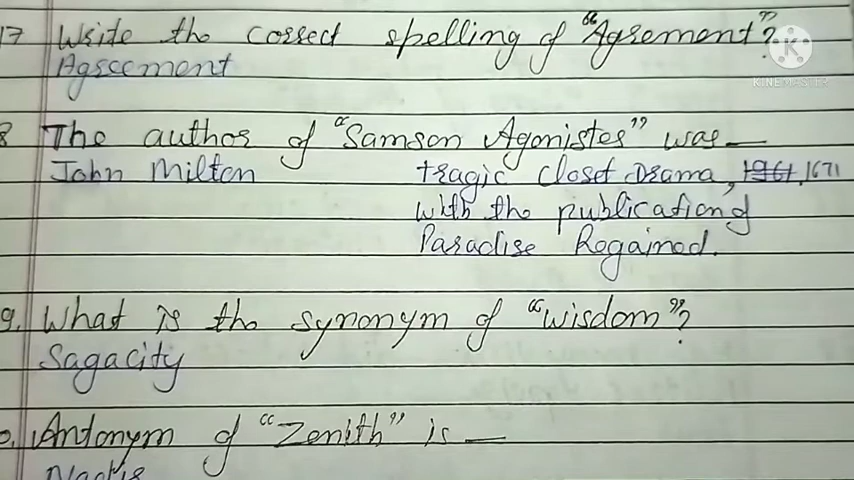 17 Write the correct spelling of "Agrement"?
Agreement
8 The author of "Samson Agonistes" was —
John Milton tragic closet Drama, 1961, 1671
with the publication of
Paradise Regained.
9. What is the synonym of "wisdom"?
Sagacity
0. Antonym of "Zenith" is —
KINEMASTER